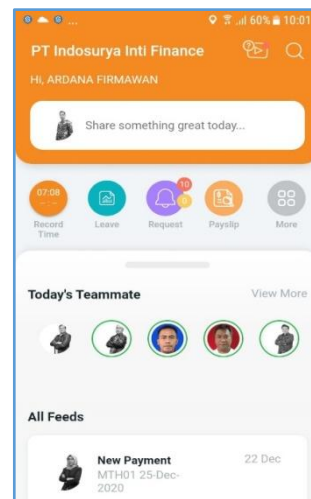 60% 10:01
PT Indosurya Inti Finance
Hi, ARDANA FIRMAWAN
Share something great today...
07:08
- : -
10
0
Record
Time
Leave
Request
Payslip
More
Today's Teammate
View More
All Feeds
New Payment
22 Dec
MTH01 25-Dec-
2020